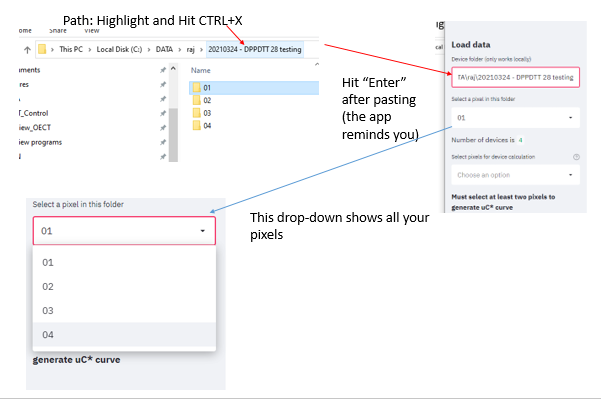 Path: Highlight and Hit CTRL+X
Home Share View
This PC > Local Disk (C:) > DATA > raj > 20210324 - DPPDTT 28 testing
Name
01
02
03
04
T_Control
iew_OECT
iew programs
Hit “Enter”
after pasting
(the app
reminds you)
Load data
Device folder (only works locally)
TA\raj\20210324 - DPPDTT 28 testing
Select a pixel in this folder
01
Number of devices is 4
Select pixels for device calculation
Choose an option
Must select at least two pixels to
generate uC* curve
Select a pixel in this folder
01
01
02
03
04
generate uC* curve
This drop-down shows all your
pixels